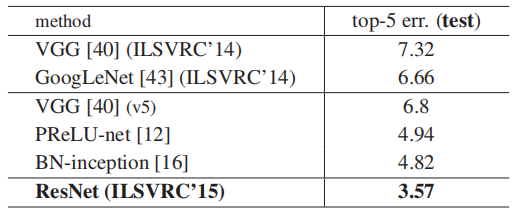 method top-5 err. (test)
VGG [40] (ILSVRC’14) 7.32
GoogLeNet [43] (ILSVRC’14) 6.66
VGG [40] (v5) 6.8
PReLU-net [12] 4.94
BN-inception [16] 4.82
ResNet (ILSVRC’15) 3.57